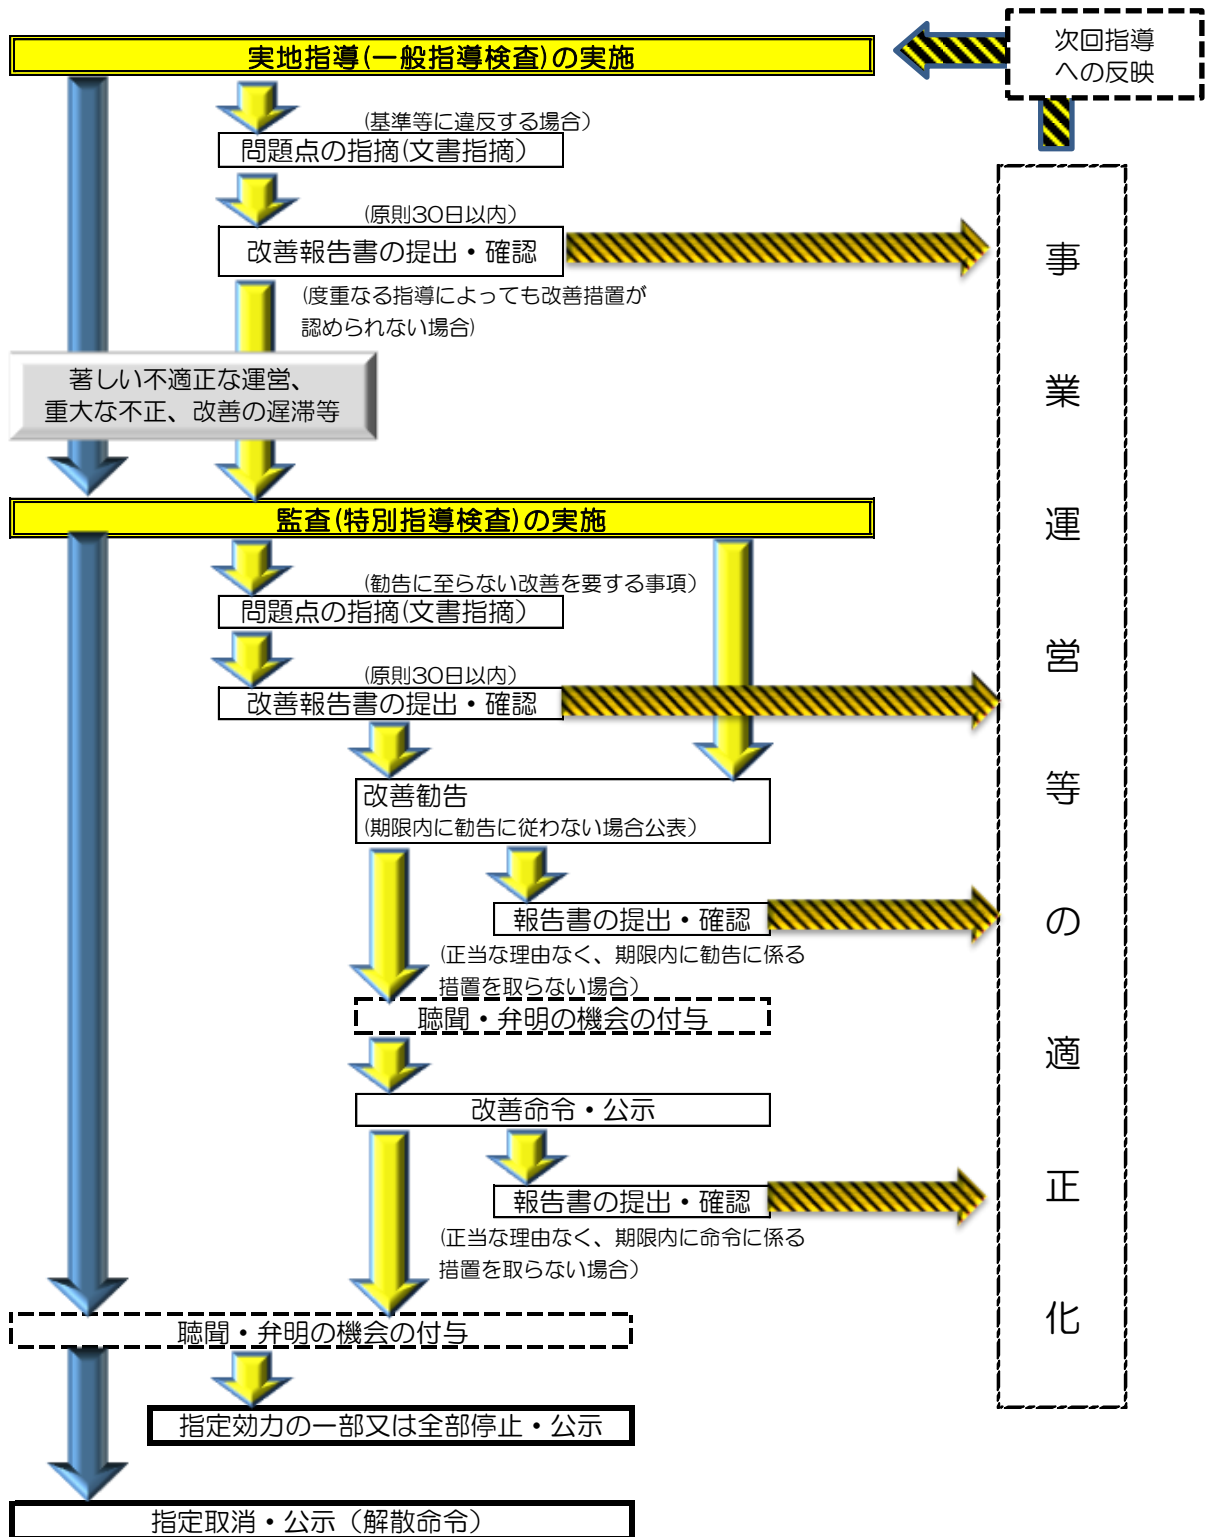 次回指導
への反映
実地指導(一般指導検査)の実施
(基準等に違反する場合)
問題点の指摘(文書指摘)
(原則30日以内)
改善報告書の提出・確認
(度重なる指導によっても改善措置が
認められない場合)
著しい不適正な運営、
重大な不正、改善の遅滞等
監査(特別指導検査)の実施
(勧告に至らない改善を要する事項)
問題点の指摘(文書指摘)
(原則30日以内)
改善報告書の提出・確認
改善勧告
(期限内に勧告に従わない場合公表)
報告書の提出・確認
(正当な理由なく、期限内に勧告に係る
措置を取らない場合)
聴聞・弁明の機会の付与
改善命令・公示
報告書の提出・確認
(正当な理由なく、期限内に命令に係る
措置を取らない場合)
聴聞・弁明の機会の付与
指定効力の一部又は全部停止・公示
指定取消・公示（解散命令）
事業運営等の適正化